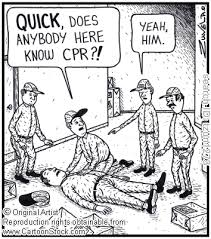 QUICK, DOES
ANYBODY HERE
KNOW CPR?!
YEAH,
HIM.
© Original Artist
Reproduction rights obtainable from
www.CartoonStock.com